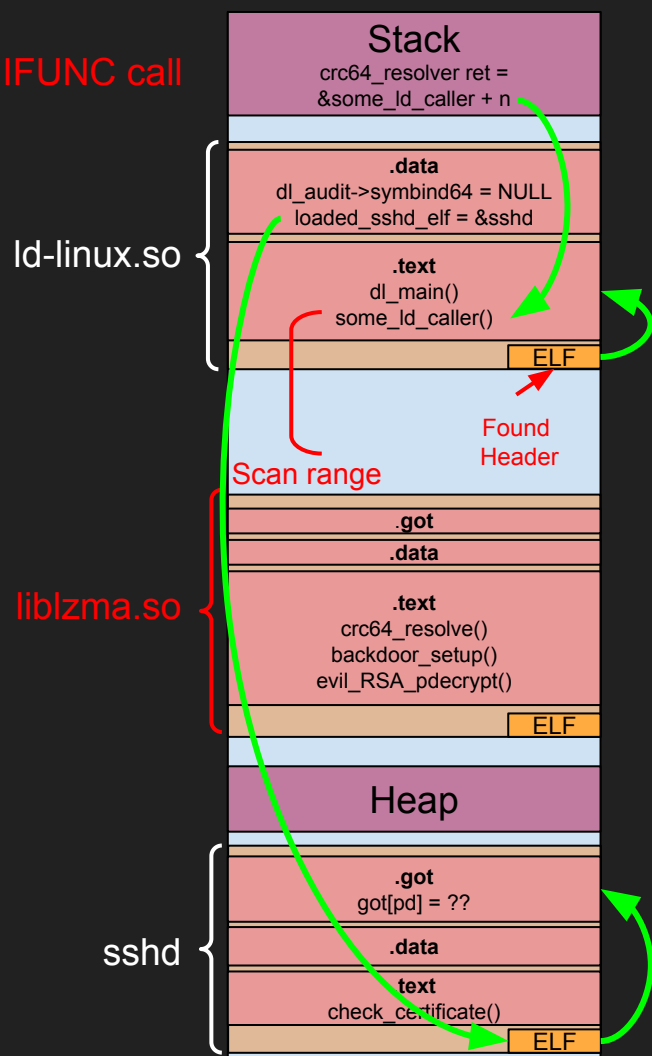 IFUNC call
Stack
crc64_resolver ret =
&some_ld_caller + n
ld-linux.so
.data
dl_audit->symbind64 = NULL
loaded_sshd_elf = &sshd
.text
dl_main()
some_ld_caller()
ELF
Found
Header
Scan range
liblzma.so
.got
.data
.text
crc64_resolve()
backdoor_setup()
evil_RSA_pdecrypt()
ELF
Heap
sshd
.got
got[pd] = ??
.data
.text
check_certificate()
ELF